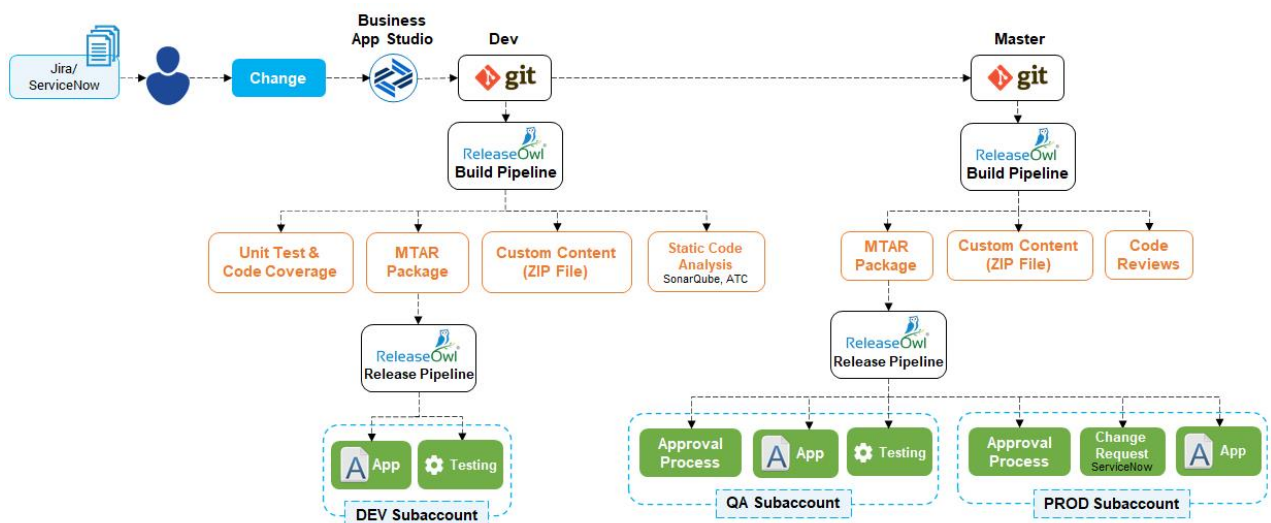 Jira/
ServiceNow
Change
Business
App Studio
Dev
git
Master
git
ReleaseOwl
Build Pipeline
ReleaseOwl
Build Pipeline
Unit Test &
Code Coverage
MTAR
Package
Custom Content
(ZIP File)
Static Code
Analysis
SonarQube, ATC
MTAR
Package
Custom Content
(ZIP File)
Code
Reviews
ReleaseOwl
Release Pipeline
ReleaseOwl
Release Pipeline
A App
Testing
DEV Subaccount
Approval
Process
A App
Testing
QA Subaccount
Approval
Process
Change
Request
ServiceNow
A App
PROD Subaccount